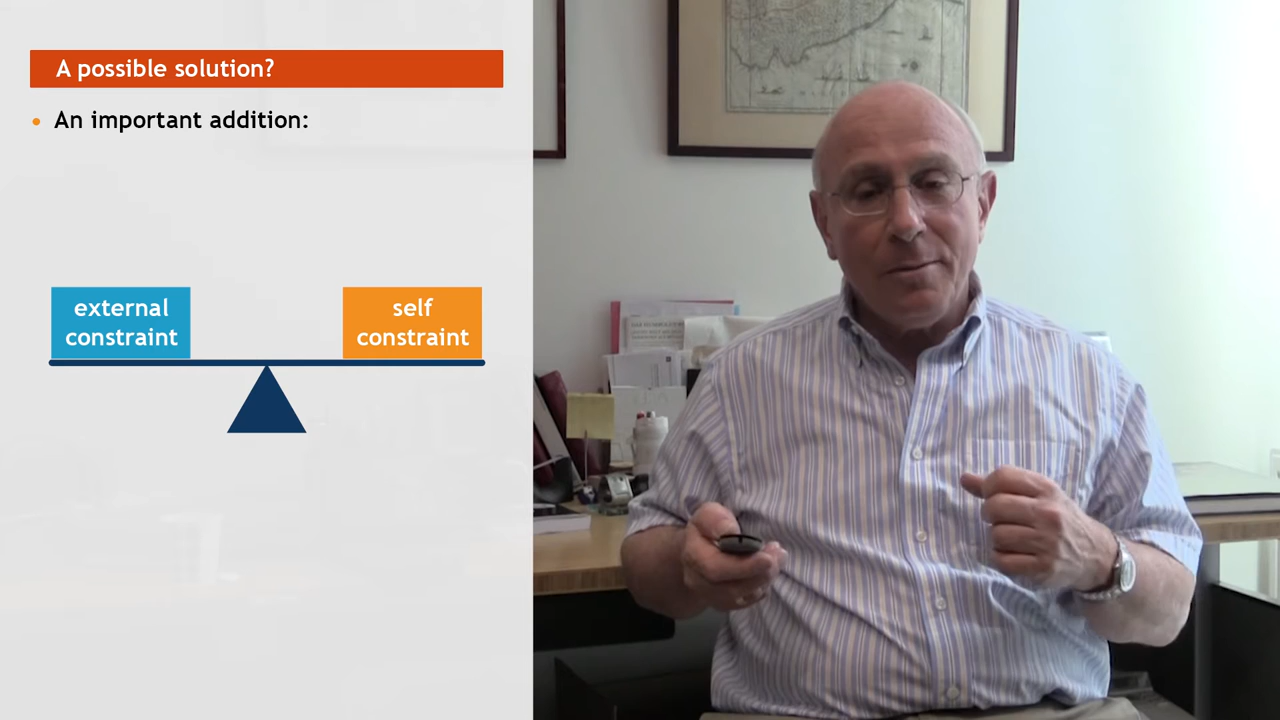 A possible solution?
• An important addition:
external
constraint
self
constraint